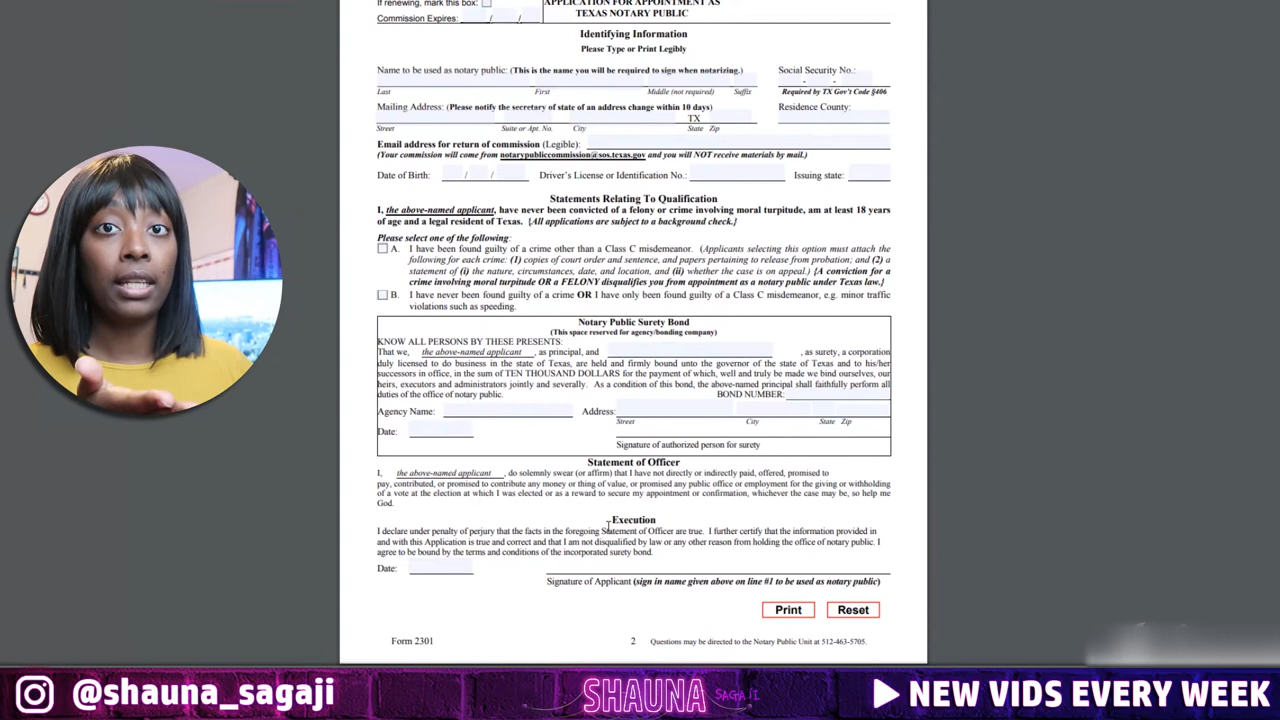 If renewing, mark this box:
Commission Expires: / /
APPLICATION FOR APPOINTMENT AS
TEXAS NOTARY PUBLIC
Identifying Information
Please Type or Print Legibly
Name to be used as notary public: (This is the name you will be required to sign when notarizing.) Social Security No.:
- -
Last First Middle (not required) Suffix Required by TX Gov't Code §406
Mailing Address: (Please notify the secretary of state of an address change within 10 days) Residence County:
TX
Street Suite or Apt. No. City State Zip
Email address for return of commission (Legible):
(Your commission will come from notarypubliccommission@sos.texas.gov and you will NOT receive materials by mail.)
Date of Birth: / / Driver's License or Identification No.: Issuing state:
Statements Relating To Qualification
I, the above-named applicant, have never been convicted of a felony or crime involving moral turpitude, am at least 18 years
of age and a legal resident of Texas. {All applications are subject to a background check.}
Please select one of the following:
A. I have been found guilty of a crime other than a Class C misdemeanor. (Applicants selecting this option must attach the
following for each crime: (1) copies of court order and sentence, and papers pertaining to release from probation; and (2) a
statement of (i) the nature, circumstances, date, and location, and (ii) whether the case is on appeal.) {A conviction for a
crime involving moral turpitude OR a FELONY disqualifies you from appointment as a notary public under Texas law.}
B. I have never been found guilty of a crime OR I have only been found guilty of a Class C misdemeanor, e.g. minor traffic
violations such as speeding.
Notary Public Surety Bond
(This space reserved for agency/bonding company)
KNOW ALL PERSONS BY THESE PRESENTS:
That we, the above-named applicant , as principal, and , as surety, a corporation
duly licensed to do business in the state of Texas, are held and firmly bound unto the governor of the state of Texas and to his/her
successors in office, in the sum of TEN THOUSAND DOLLARS for the payment of which, well and truly be made we bind ourselves, our
heirs, executors and administrators jointly and severally. As a condition of this bond, the above-named principal shall faithfully perform all
duties of the office of notary public. BOND NUMBER:
Agency Name: Address:
Street City State Zip
Date:
Signature of authorized person for surety
Statement of Officer
I, the above-named applicant , do solemnly swear (or affirm) that I have not directly or indirectly paid, offered, promised to
pay, contributed, or promised to contribute any money or thing of value, or promised any public office or employment for the giving or withholding
of a vote at the election at which I was elected or as a reward to secure my appointment or confirmation, whichever the case may be, so help me
God.
Execution
I declare under penalty of perjury that the facts in the foregoing Statement of Officer are true. I further certify that the information provided in
and with this Application is true and correct and that I am not disqualified by law or any other reason from holding the office of notary public. I
agree to be bound by the terms and conditions of the incorporated surety bond.
Date:
Signature of Applicant (sign in name given above on line #1 to be used as notary public)
Print Reset
Form 2301 2 Questions may be directed to the Notary Public Unit at 512-463-5705.
@shauna_sagaji SHAUNA SAGAJI NEW VIDS EVERY WEEK